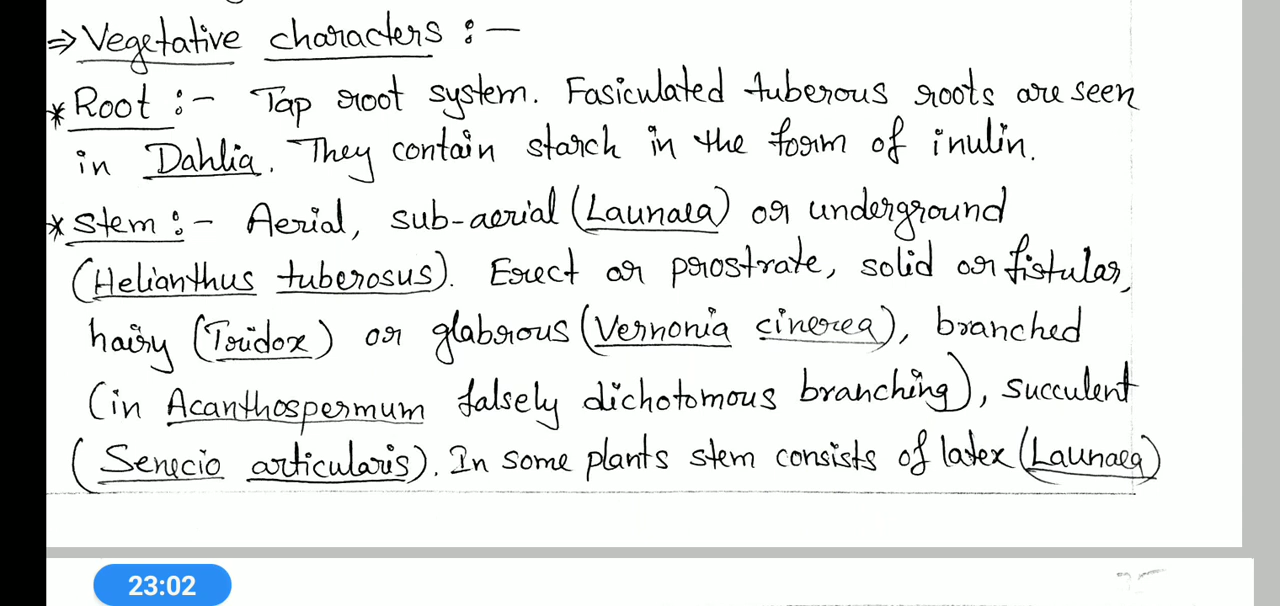 ⇒ Vegetative characters :-
* Root :- Tap root system. Fasiculated tuberous roots are seen
in Dahlia. They contain starch in the form of inulin.
* Stem :- Aerial, sub-aerial (Launaea) or underground
(Helianthus tuberosus). Erect or prostrate, solid or fistular,
hairy (Tridox) or glabrous (Vernonia cinerea), branched
(in Acanthospermum falsely dichotomous branching), succulent
(Senecio articularis). In some plants stem consists of latex (Launaea)
23:02